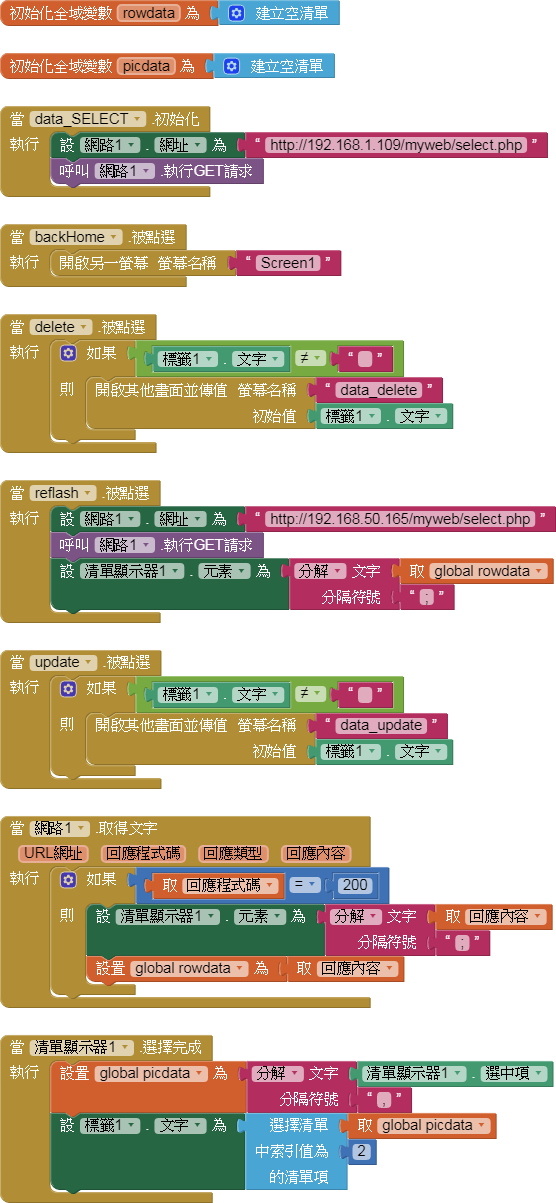 初始化全域變數 rowdata 為 建立空清單
初始化全域變數 picdata 為 建立空清單
當 data_SELECT .初始化
執行 設 網路1 . 網址 為 " http://192.168.1.109/myweb/select.php "
呼叫 網路1 .執行GET請求
當 backHome .被點選
執行 開啟另一螢幕 螢幕名稱 " Screen1 "
當 delete .被點選
執行 如果 標籤1 . 文字 ≠ " "
則 開啟其他畫面並傳值 螢幕名稱 " data_delete "
初始值 標籤1 . 文字
當 reflash .被點選
執行 設 網路1 . 網址 為 " http://192.168.50.165/myweb/select.php "
呼叫 網路1 .執行GET請求
設 清單顯示器1 . 元素 為 分解 文字 取 global rowdata
分隔符號 " ; "
當 update .被點選
執行 如果 標籤1 . 文字 ≠ " "
則 開啟其他畫面並傳值 螢幕名稱 " data_update "
初始值 標籤1 . 文字
當 網路1 .取得文字
URL網址 回應程式碼 回應類型 回應內容
執行 如果 取 回應程式碼 = 200
則 設 清單顯示器1 . 元素 為 分解 文字 取 回應內容
分隔符號 " ; "
設置 global rowdata 為 取 回應內容
當 清單顯示器1 .選擇完成
執行 設置 global picdata 為 分解 文字 清單顯示器1 . 選中項
分隔符號 " , "
設 標籤1 . 文字 為 選擇清單 取 global picdata
中索引值為 2
的清單項